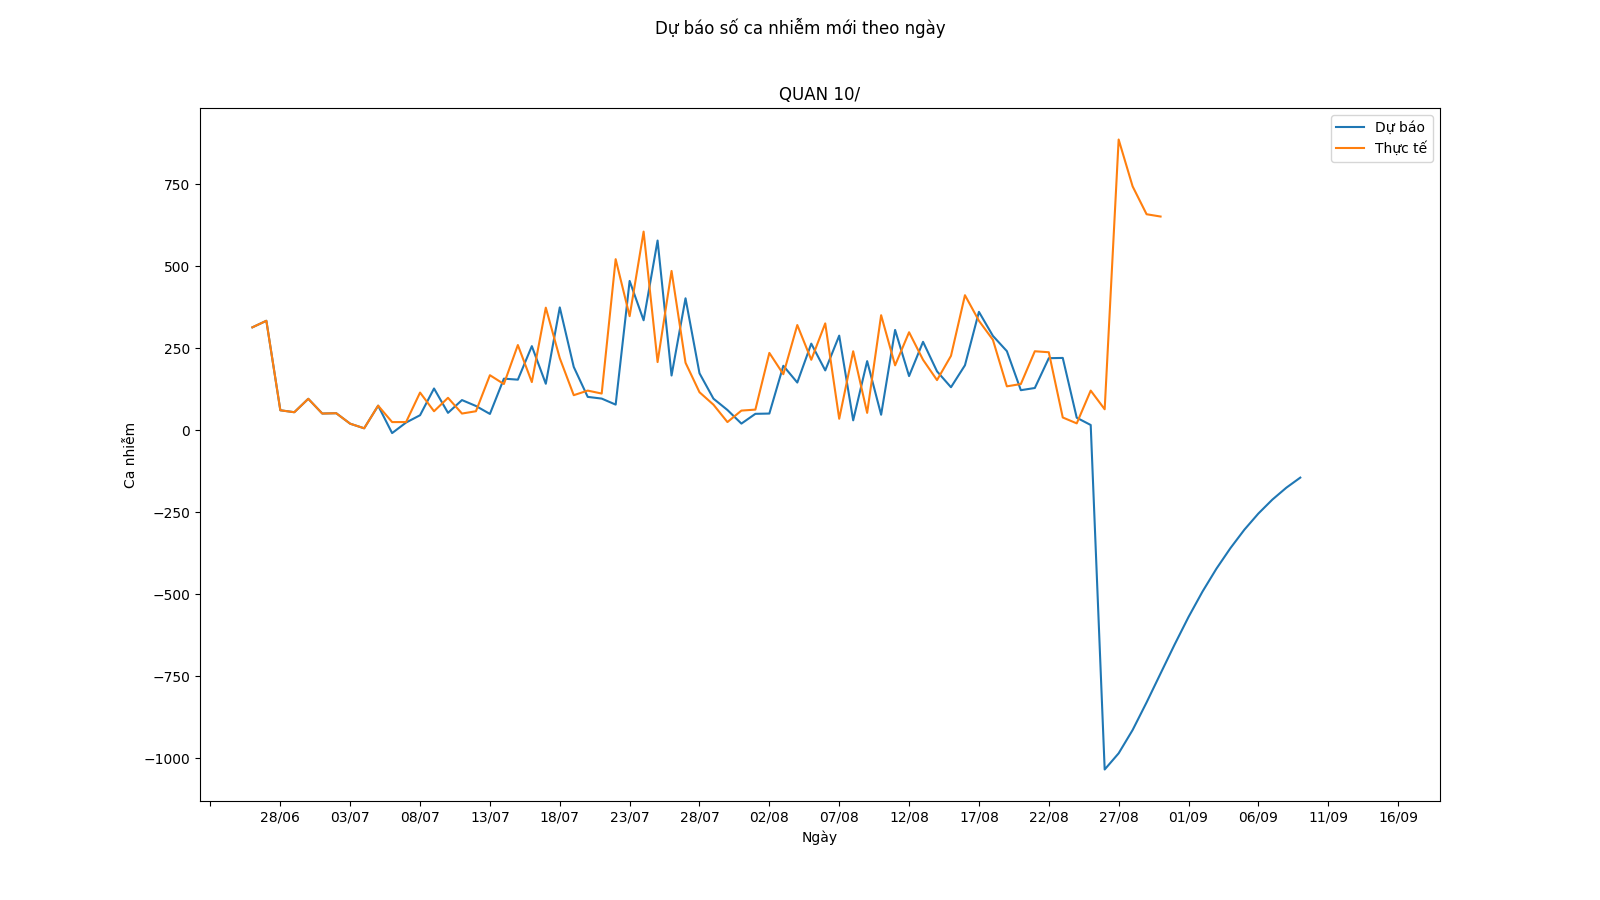 Dự báo số ca nhiễm mới theo ngày
QUAN 10/
Dự báo
Thực tế
750
500
250
0
−250
−500
−750
−1000
Ca nhiễm
28/06 03/07 08/07 13/07 18/07 23/07 28/07 02/08 07/08 12/08 17/08 22/08 27/08 01/09 06/09 11/09 16/09
Ngày